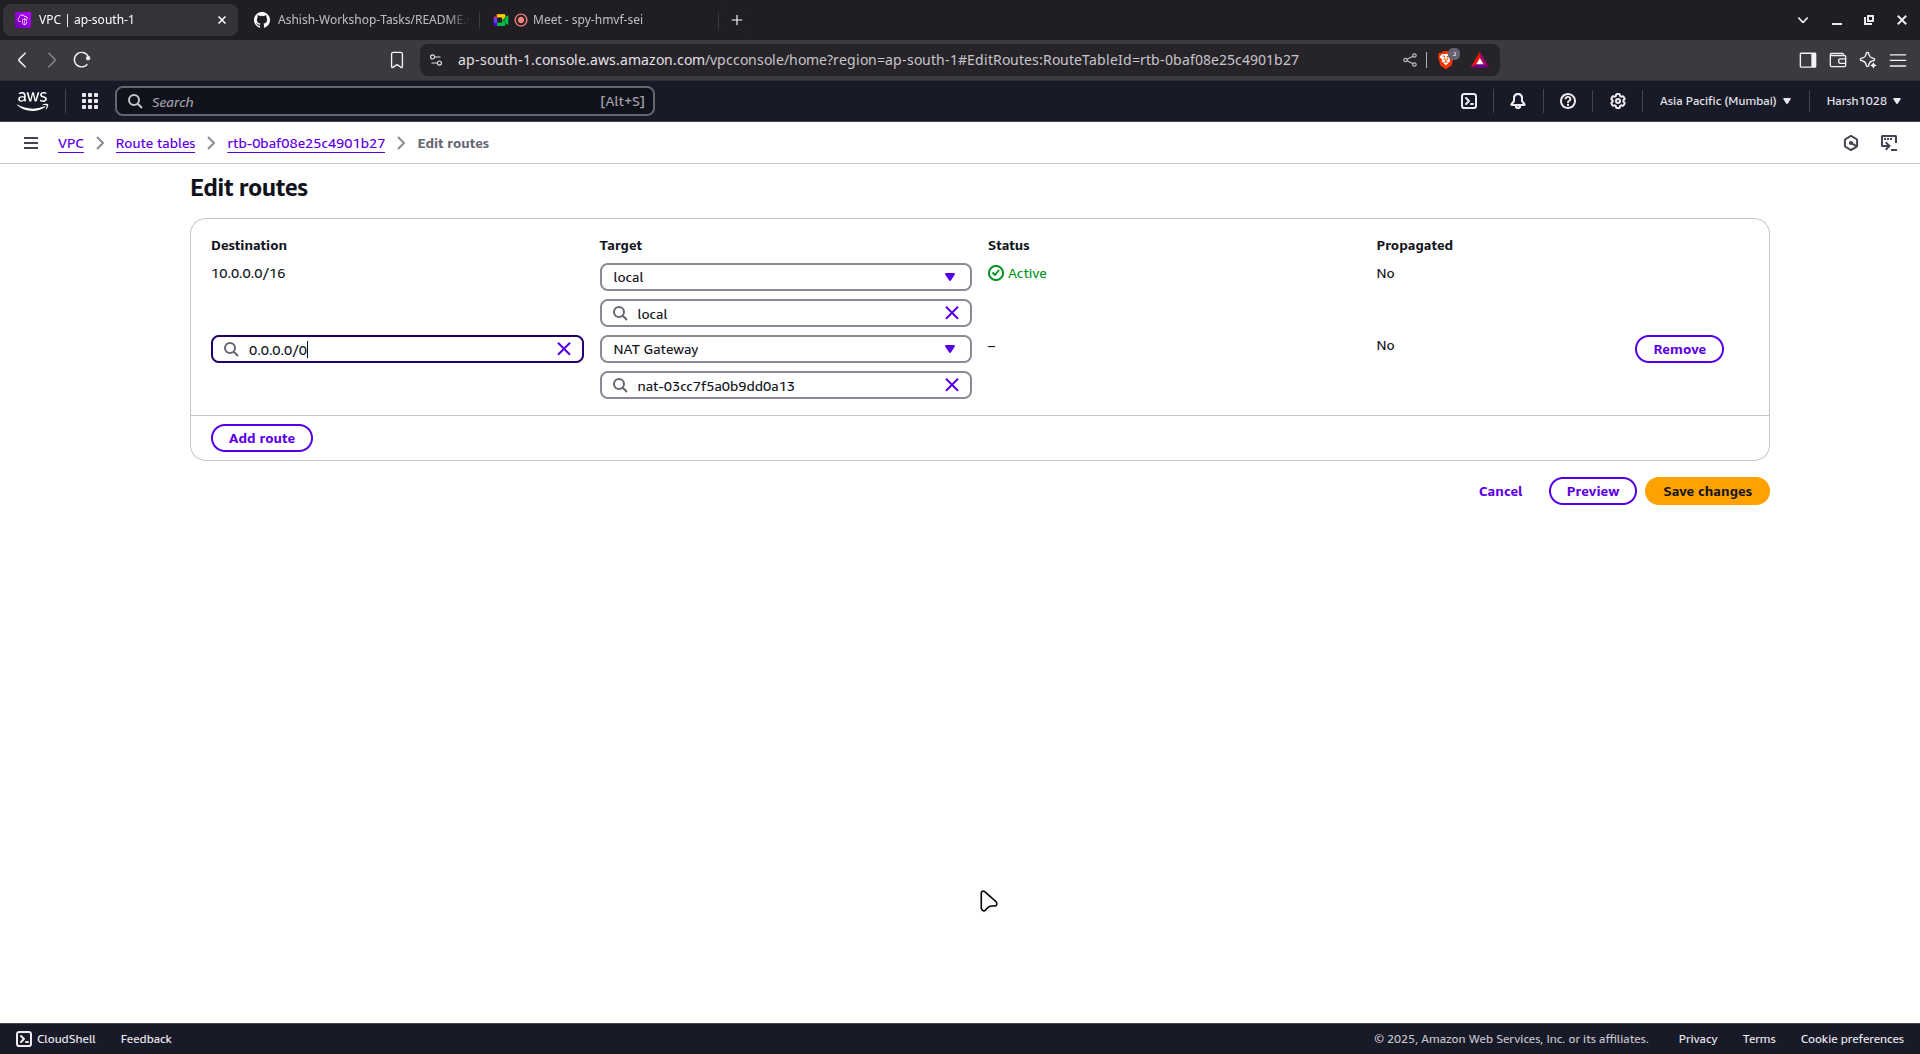 VPC | ap-south-1
Ashish-Workshop-Tasks/README.
Meet - spy-hmvf-sei
ap-south-1.console.aws.amazon.com/vpcconsole/home?region=ap-south-1#EditRoutes:RouteTableId=rtb-0baf08e25c4901b27
2
aws
Search
[Alt+S]
Asia Pacific (Mumbai)
Harsh1028
VPC
Route tables
rtb-0baf08e25c4901b27
Edit routes
Edit routes
Destination
Target
Status
Propagated
10.0.0.0/16
local
Active
No
local
0.0.0.0/0
NAT Gateway
–
No
Remove
nat-03cc7f5a0b9dd0a13
Add route
Cancel
Preview
Save changes
CloudShell
Feedback
© 2025, Amazon Web Services, Inc. or its affiliates.
Privacy
Terms
Cookie preferences